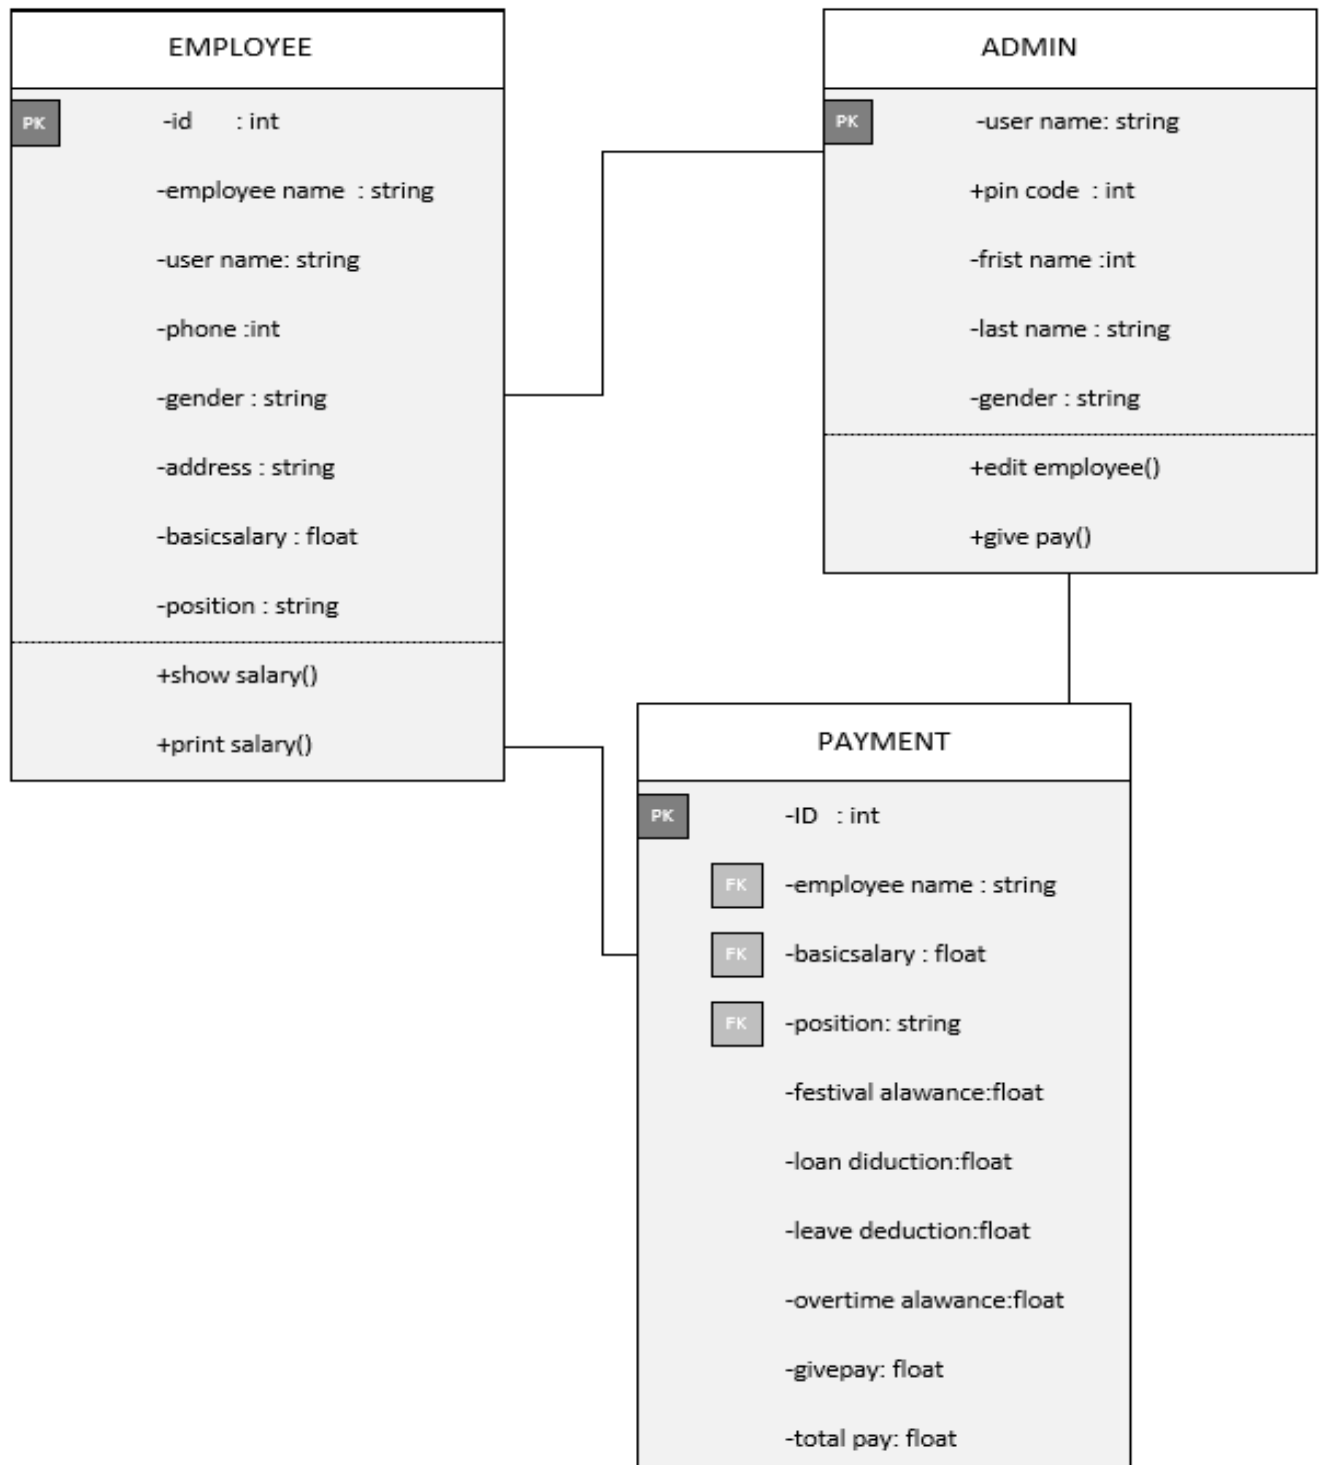 EMPLOYEE
PK -id : int
-employee name : string
-user name: string
-phone :int
-gender : string
-address : string
-basicsalary : float
-position : string
+show salary()
+print salary()
ADMIN
PK -user name: string
+pin code : int
-frist name :int
-last name : string
-gender : string
+edit employee()
+give pay()
PAYMENT
PK -ID : int
FK -employee name : string
FK -basicsalary : float
FK -position: string
-festival alawance:float
-loan diduction:float
-leave deduction:float
-overtime alawance:float
-givepay: float
-total pay: float